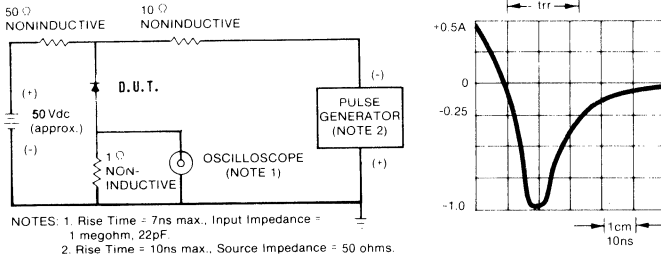 50 Ω
NONINDUCTIVE
10 Ω
NONINDUCTIVE
(+)
50 Vdc
(approx.)
(-)
D.U.T.
1 Ω
NON-
INDUCTIVE
OSCILLOSCOPE
(NOTE 1)
(-)
PULSE
GENERATOR
(NOTE 2)
(+)
NOTES: 1. Rise Time = 7ns max., Input Impedance =
1 megohm, 22pF.
2. Rise Time = 10ns max., Source Impedance = 50 ohms.
trr
+0.5A
0
-0.25
-1.0
1cm
10ns